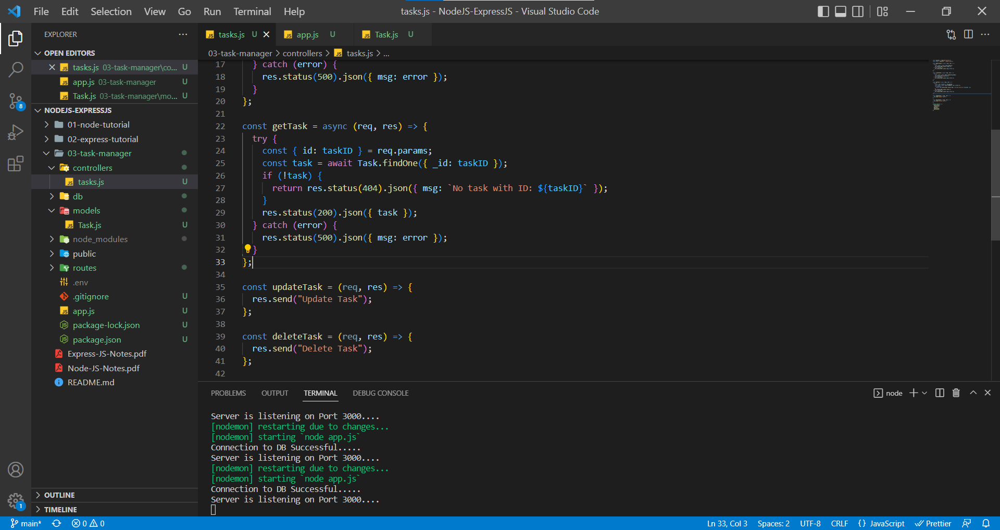 File Edit Selection View Go Run Terminal Help
tasks.js - NodeJS-ExpressJS - Visual Studio Code
EXPLORER
OPEN EDITORS
tasks.js 03-task-manager\co... U
app.js 03-task-manager U
Task.js 03-task-manager\mo... U
NODEJS-EXPRESSJS
01-node-tutorial
02-express-tutorial
03-task-manager
controllers
tasks.js U
db
models
Task.js U
node_modules
public
routes
.env
.gitignore U
app.js U
package-lock.json U
package.json U
Express-JS-Notes.pdf
Node-JS-Notes.pdf
README.md
OUTLINE
TIMELINE
8
1
tasks.js U
app.js U
Task.js U
03-task-manager > controllers > tasks.js > ...
17 } catch (error) {
18 res.status(500).json({ msg: error });
19 }
20 };
21
22 const getTask = async (req, res) => {
23 try {
24 const { id: taskID } = req.params;
25 const task = await Task.findOne({ _id: taskID });
26 if (!task) {
27 return res.status(404).json({ msg: `No task with ID: ${taskID}` });
28 }
29 res.status(200).json({ task });
30 } catch (error) {
31 res.status(500).json({ msg: error });
32 }
33 };
34
35 const updateTask = (req, res) => {
36 res.send("Update Task");
37 };
38
39 const deleteTask = (req, res) => {
40 res.send("Delete Task");
41 };
42
PROBLEMS OUTPUT TERMINAL DEBUG CONSOLE
node
Server is listening on Port 3000....
[nodemon] restarting due to changes...
[nodemon] starting `node app.js`
Connection to DB Successful.....
Server is listening on Port 3000....
[nodemon] restarting due to changes...
[nodemon] starting `node app.js`
Connection to DB Successful.....
Server is listening on Port 3000....
main* 0 0
Ln 33, Col 3 Spaces: 2 UTF-8 CRLF {} JavaScript Prettier